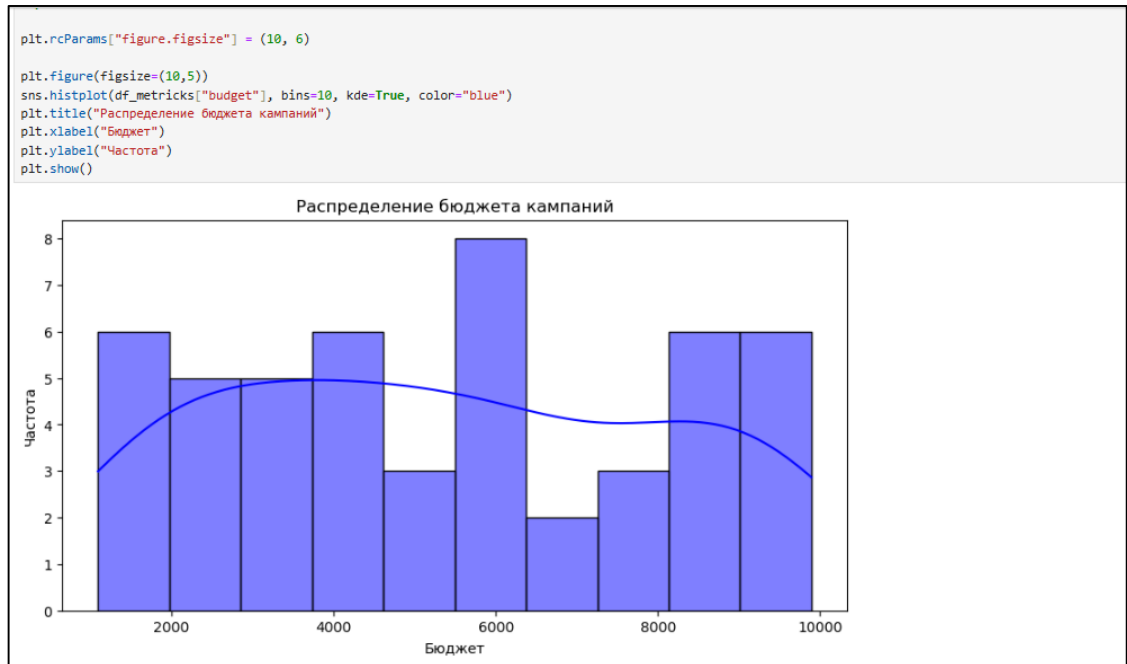 plt.rcParams["figure.figsize"] = (10, 6)
plt.figure(figsize=(10,5))
sns.histplot(df_metricks["budget"], bins=10, kde=True, color="blue")
plt.title("Распределение бюджета кампаний")
plt.xlabel("Бюджет")
plt.ylabel("Частота")
plt.show()
Распределение бюджета кампаний
8
7
6
5
4
3
2
1
0
Частота
2000 4000 6000 8000 10000
Бюджет